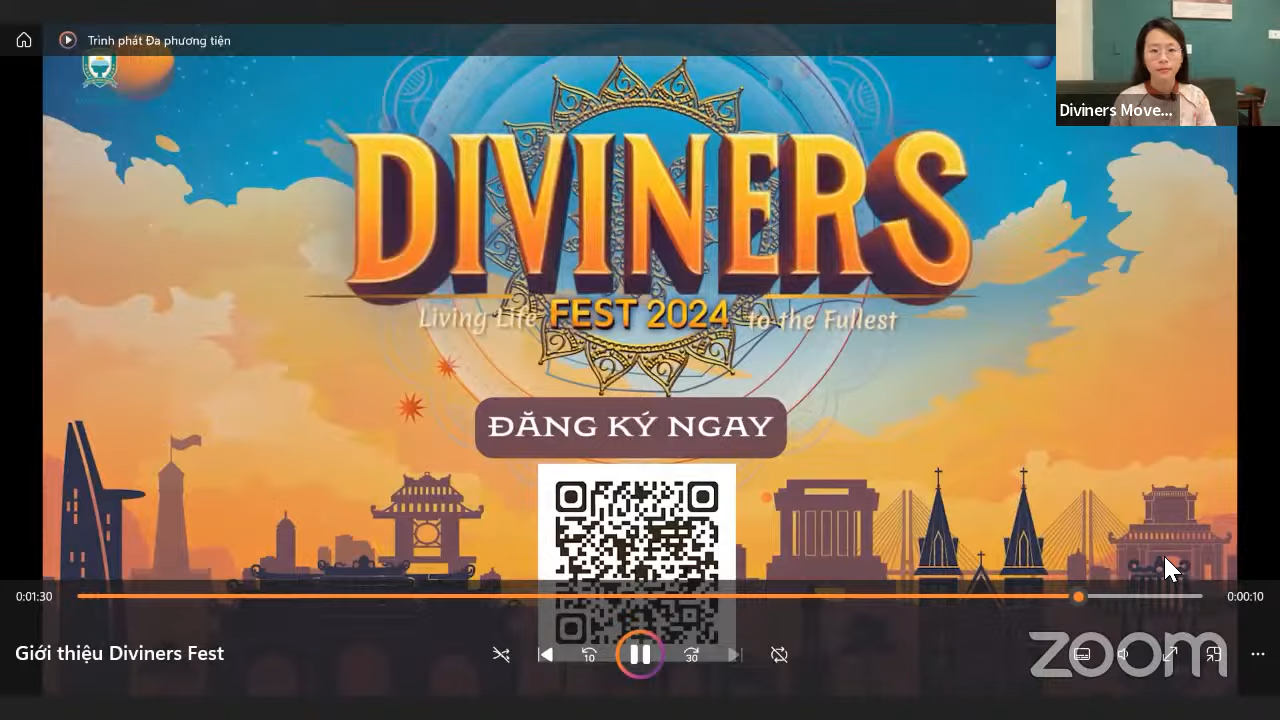 Trình phát Đa phương tiện
Diviners Move...
DIVINERS
Living Life FEST 2024 to the Fullest
ĐĂNG KÝ NGAY
0:01:30
0:00:10
Giới thiệu Diviners Fest
10
30
zoom